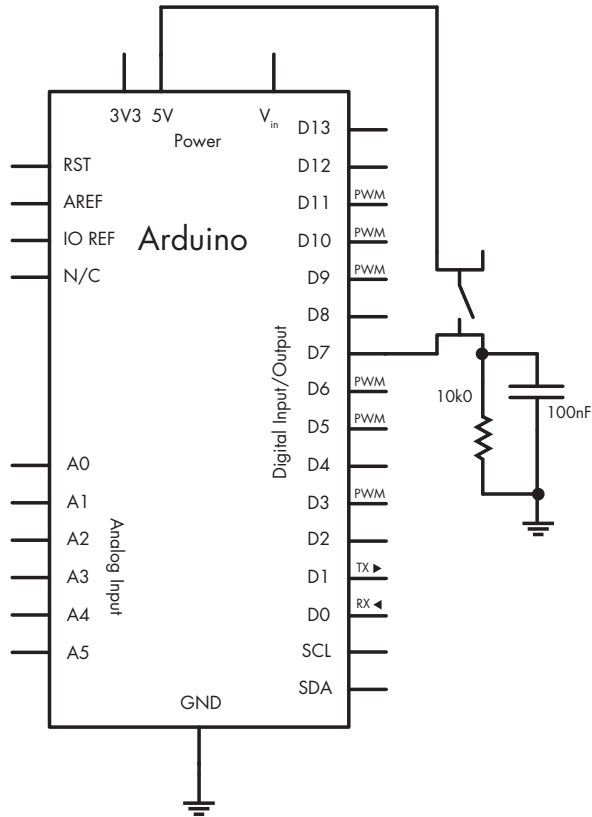 3V3 5V
V in
Power
Arduino
RST
AREF
IO REF
N/C
A0
A1
A2
A3
A4
A5
Analog Input
D13
D12
D11 PWM
D10 PWM
D9 PWM
D8
D7
D6 PWM
D5 PWM
D4
D3 PWM
D2
D1 TX ►
D0 RX ◄
SCL
SDA
Digital Input/Output
GND
10k0
100nF